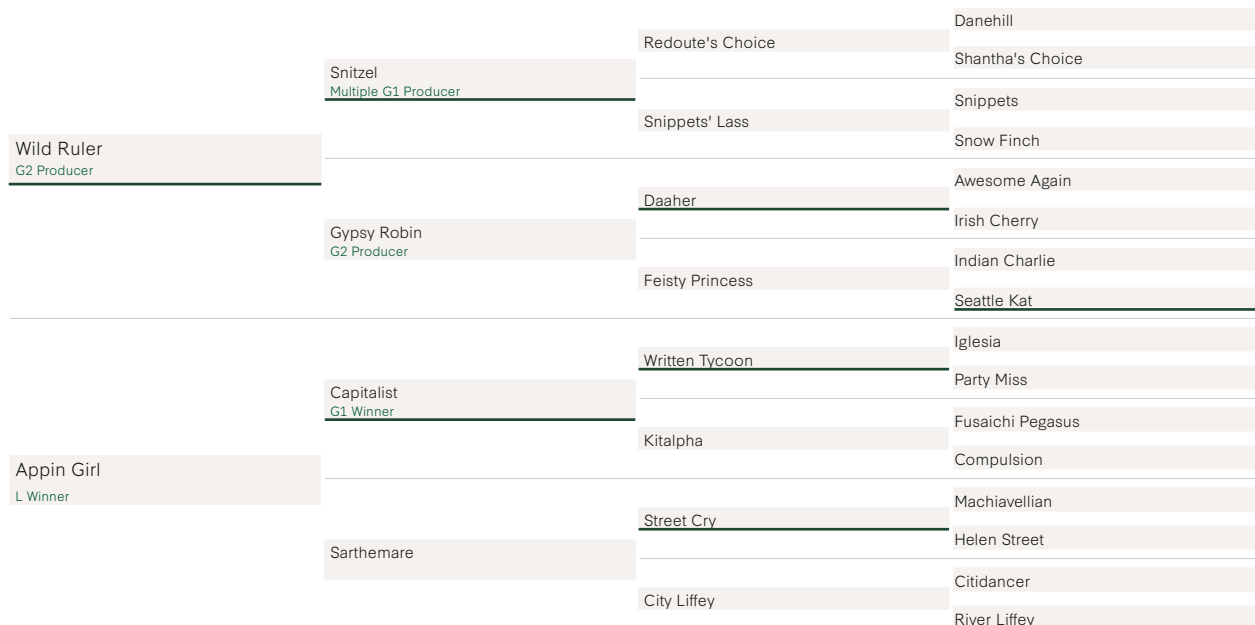 Danehill
Redoute's Choice
Shantha's Choice
Snitzel
Multiple G1 Producer
Snippets
Snippets' Lass
Snow Finch
Wild Ruler
G2 Producer
Awesome Again
Daaher
Irish Cherry
Gypsy Robin
G2 Producer
Indian Charlie
Feisty Princess
Seattle Kat
Iglesia
Written Tycoon
Party Miss
Capitalist
G1 Winner
Fusaichi Pegasus
Kitalpha
Compulsion
Appin Girl
L Winner
Machiavellian
Street Cry
Helen Street
Sarthemare
Citidancer
City Liffey
River Liffey